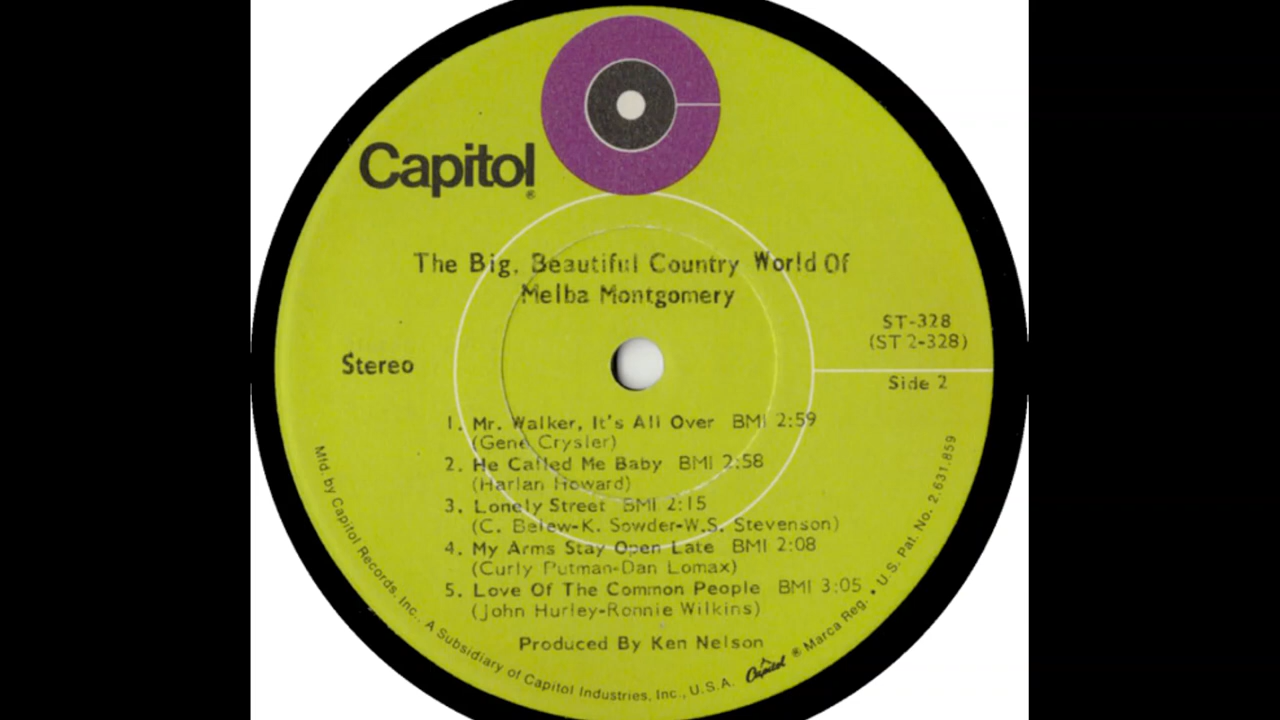 Capitol®
The Big, Beautiful Country World Of
Melba Montgomery
ST-328
(ST 2-328)
Stereo
Side 2
1. Mr. Walker, It's All Over BMI 2:59
(Gene Crysler)
2. He Called Me Baby BMI 2:58
(Harlan Howard)
3. Lonely Street BMI 2:15
(C. Belew-K. Sowder-W.S. Stevenson)
4. My Arms Stay Open Late BMI 2:08
(Curly Putman-Dan Lomax)
5. Love Of The Common People BMI 3:05
(John Hurley-Ronnie Wilkins)
Produced By Ken Nelson
Mfd. by Capitol Records, Inc., A Subsidiary of Capitol Industries, Inc., U.S.A. Capitol ® Marca Reg. • U.S. Pat. No. 2,631,859